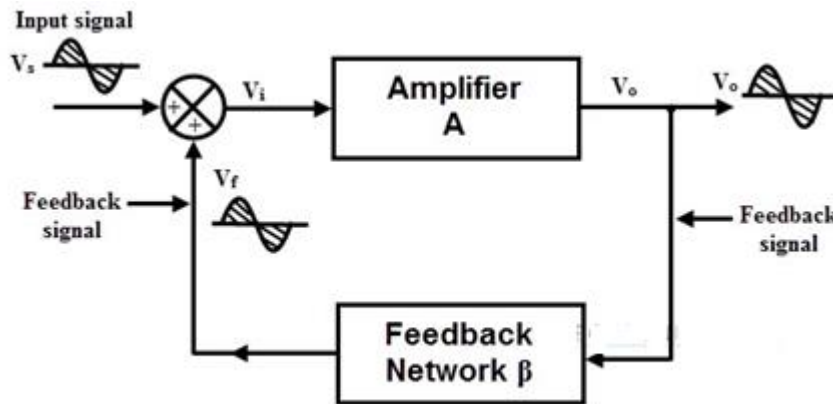 Input signal
Vs
+
+
Vi
Amplifier
A
Vo
Vo
Vf
Feedback
signal
Feedback
signal
Feedback
Network β